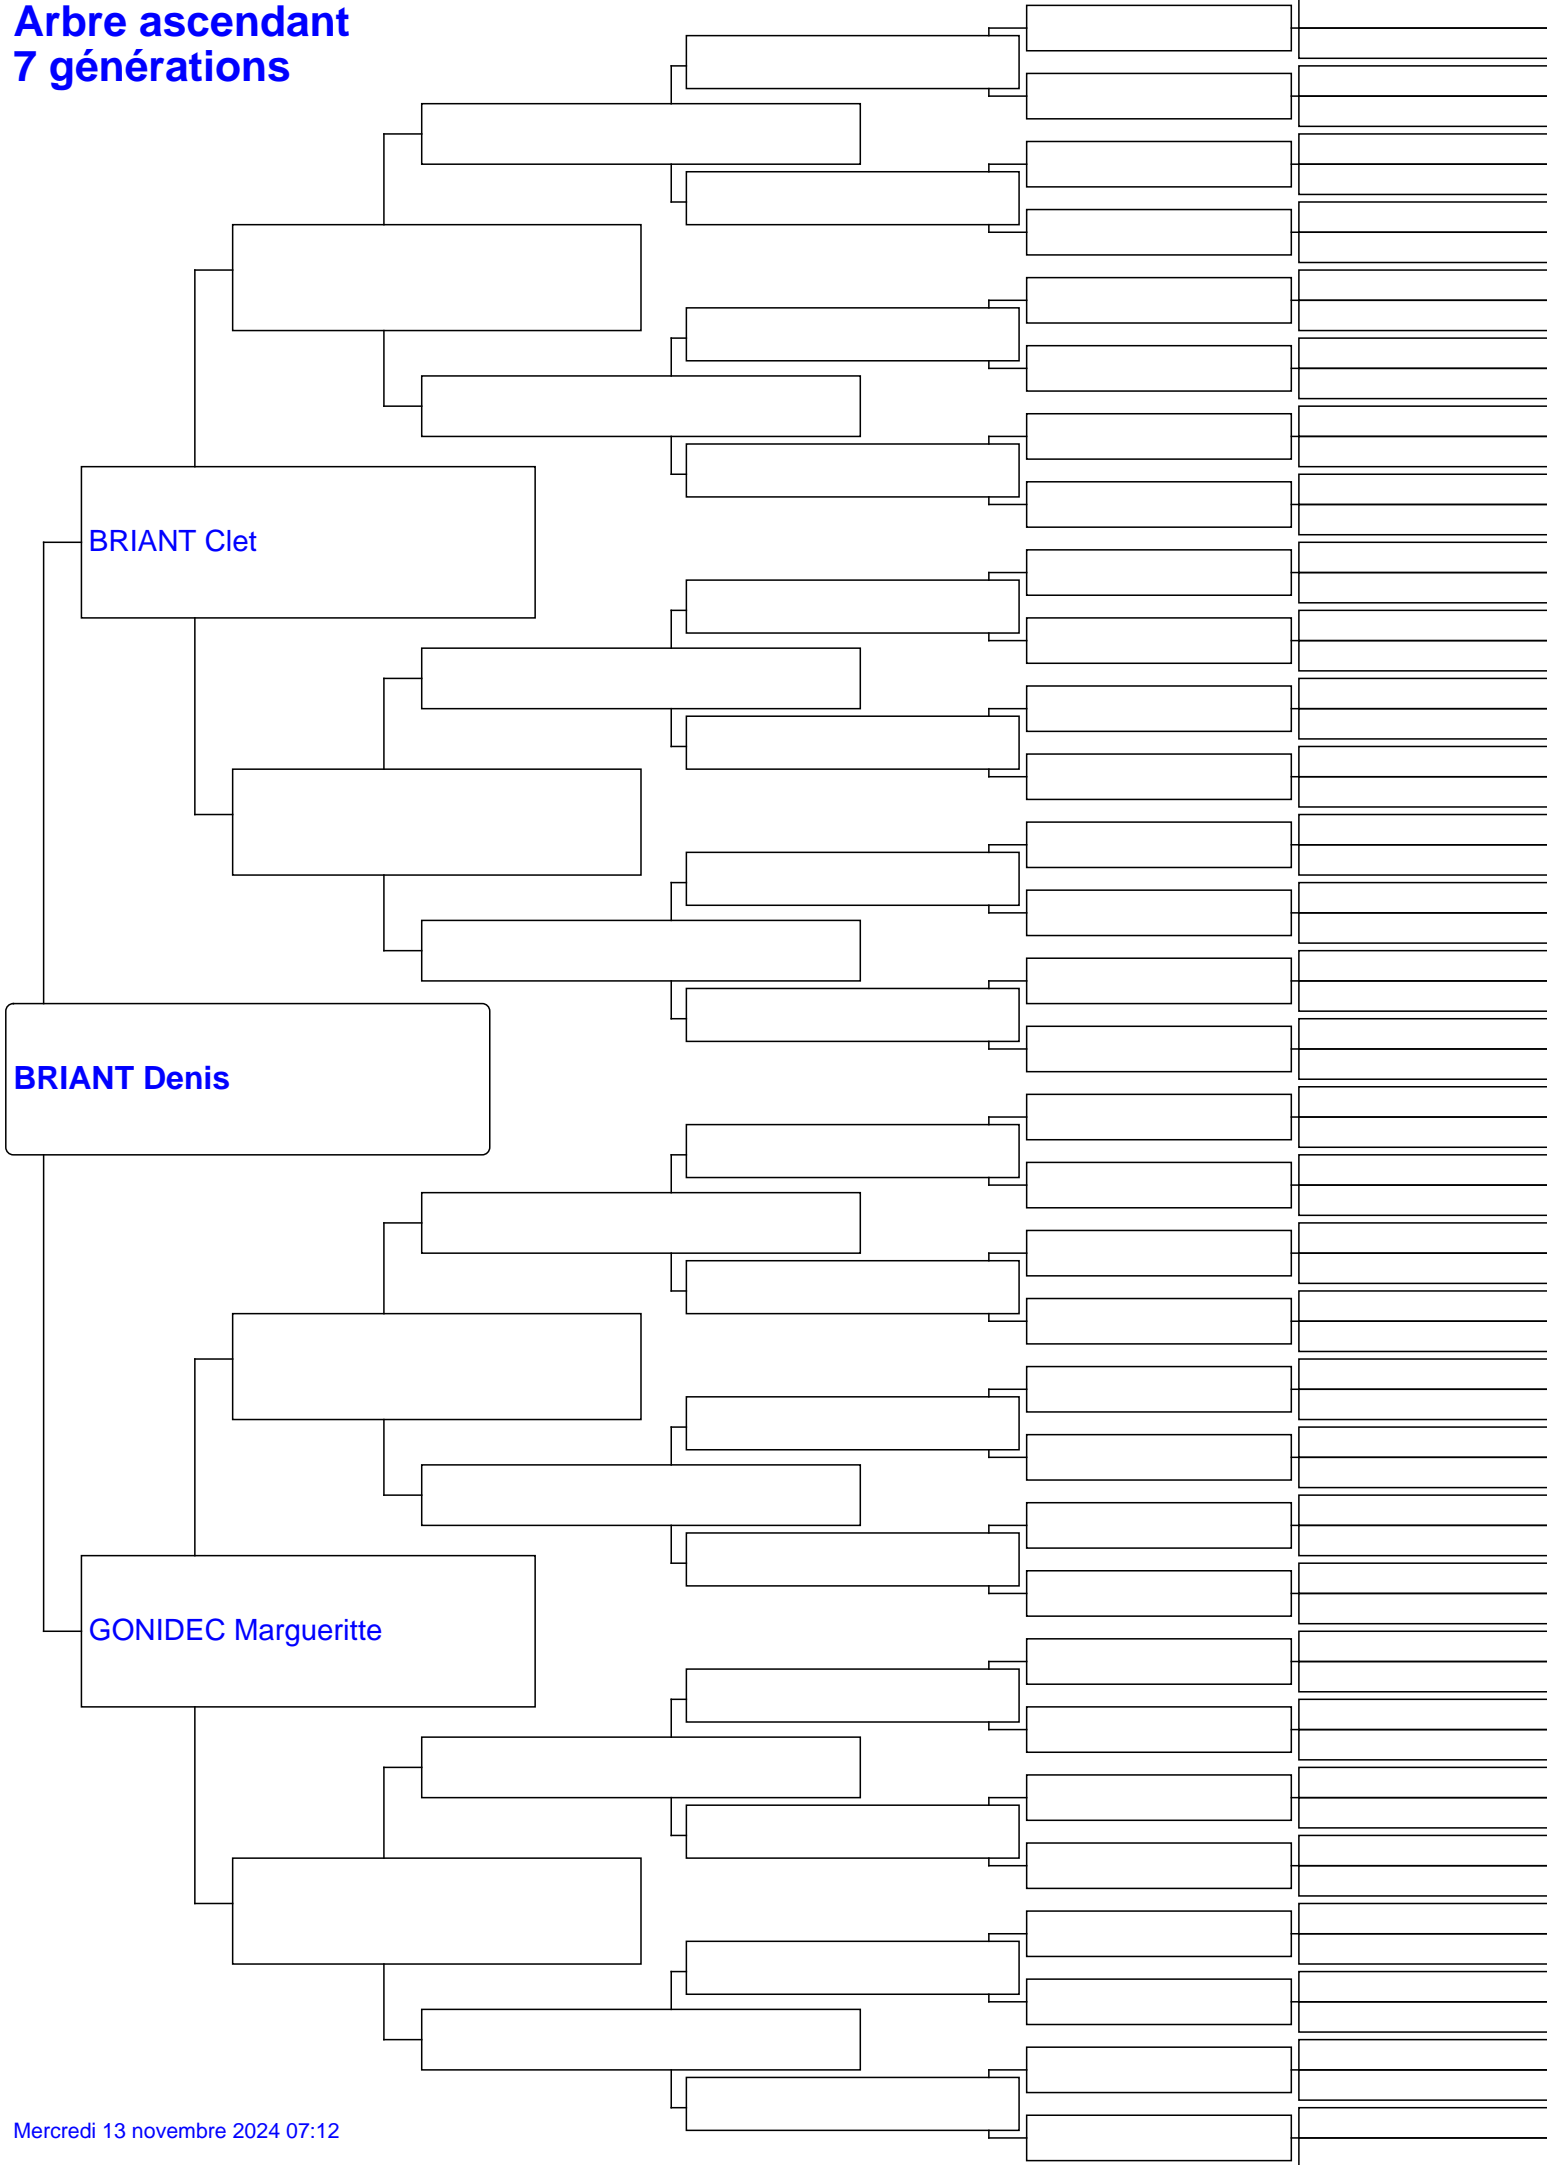 Arbre ascendant
7 générations
BRIANT Clet
BRIANT Denis
GONIDEC Margueritte
Mercredi 13 novembre 2024 07:12